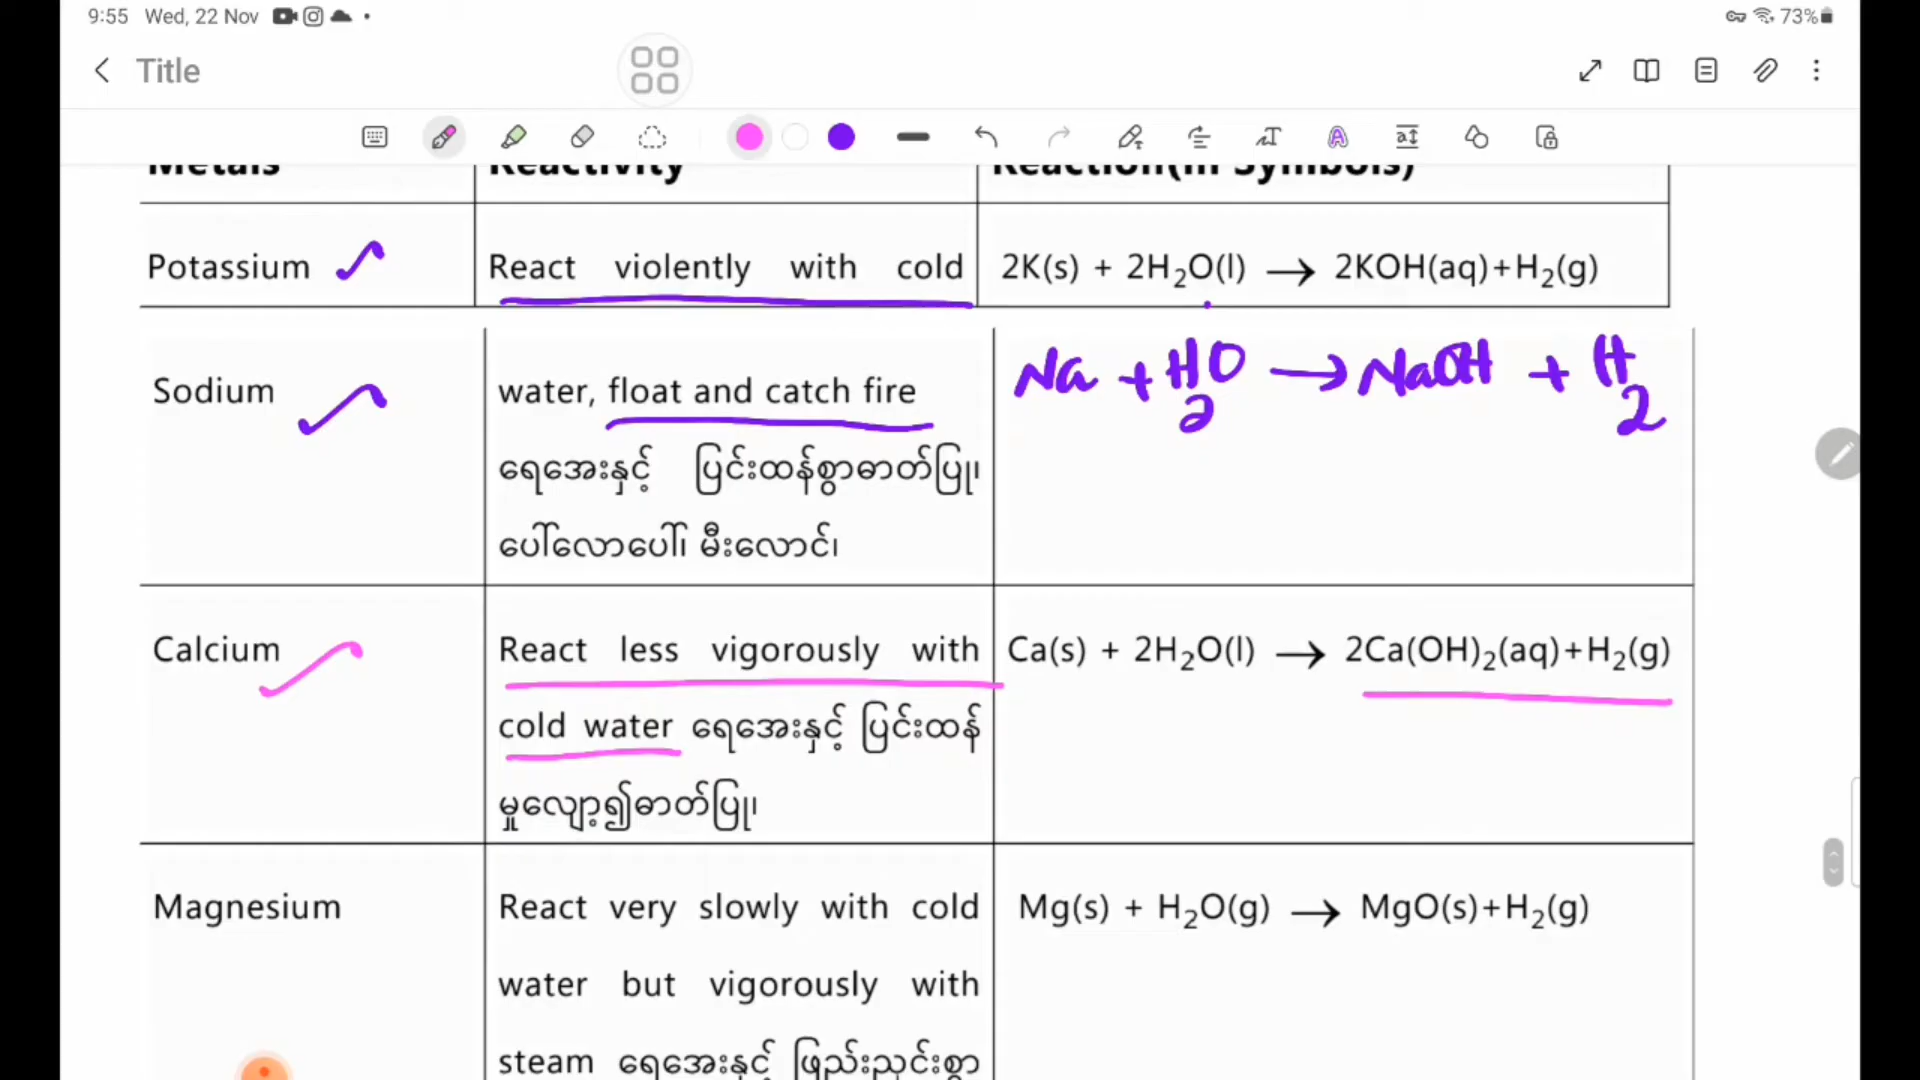 9:55 Wed, 22 Nov
73%
Title
Metals Reactivity Reaction(in Symbols)
Potassium React violently with cold 2K(s) + 2H₂O(l) → 2KOH(aq)+H₂(g)
Sodium water, float and catch fire Na + H₂O → NaOH + H₂
ရေအေးနှင့် ပြင်းထန်စွာဓာတ်ပြု၊
ပေါ်လောပေါ်၊ မီးလောင်၊
Calcium React less vigorously with Ca(s) + 2H₂O(l) → 2Ca(OH)₂(aq)+H₂(g)
cold water ရေအေးနှင့် ပြင်းထန်
မှုလျော့၍ဓာတ်ပြု၊
Magnesium React very slowly with cold Mg(s) + H₂O(g) → MgO(s)+H₂(g)
water but vigorously with
steam ရေအေးနှင့် ဖြည်းညှင်းစွာ